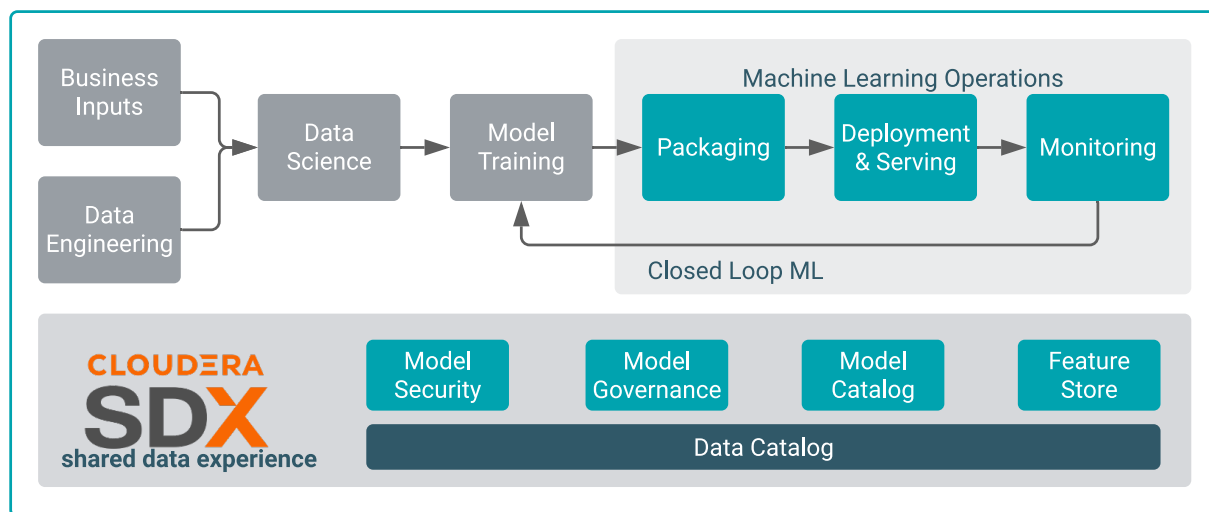 Machine Learning Operations
Business
Inputs
Data
Engineering
Data
Science
Model
Training
Packaging
Deployment
& Serving
Monitoring
Closed Loop ML
CLOUDERA
SDX
shared data experience
Model
Security
Model
Governance
Model
Catalog
Feature
Store
Data Catalog